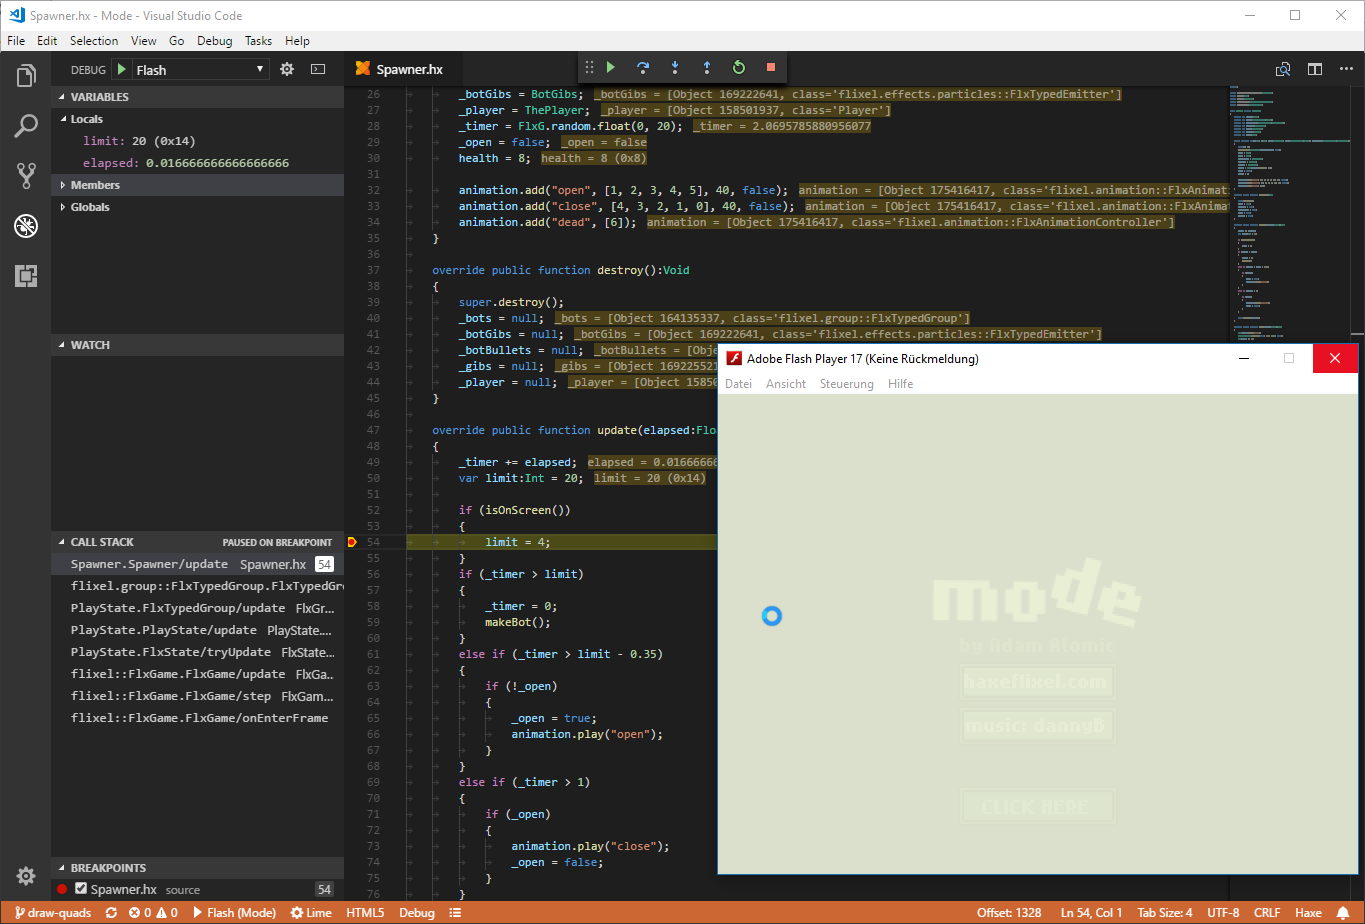 Spawner.hx - Mode - Visual Studio Code
File Edit Selection View Go Debug Tasks Help
DEBUG Flash
VARIABLES
Locals
limit: 20 (0x14)
elapsed: 0.016666666666666666
Members
Globals
WATCH
CALL STACK PAUSED ON BREAKPOINT
Spawner.Spawner/update Spawner.hx 54
flixel.group::FlxTypedGroup.FlxTypedGro
PlayState.FlxTypedGroup/update FlxGr...
PlayState.PlayState/update PlayState....
PlayState.FlxState/tryUpdate FlxState...
flixel::FlxGame.FlxGame/update FlxGa...
flixel::FlxGame.FlxGame/step FlxGam...
flixel::FlxGame.FlxGame/onEnterFrame
BREAKPOINTS
Spawner.hx source 54
Spawner.hx
26 _botGibs = BotGibs; _botGibs = [Object 169222641, class='flixel.effects.particles::FlxTypedEmitter']
27 _player = ThePlayer; _player = [Object 158501937, class='Player']
28 _timer = FlxG.random.float(0, 20); _timer = 2.0695785880956077
29 _open = false; _open = false
30 health = 8; health = 8 (0x8)
31
32 animation.add("open", [1, 2, 3, 4, 5], 40, false); animation = [Object 175416417, class='flixel.animation::FlxAnimati
33 animation.add("close", [4, 3, 2, 1, 0], 40, false); animation = [Object 175416417, class='flixel.animation::FlxAnimat
34 animation.add("dead", [6]); animation = [Object 175416417, class='flixel.animation::FlxAnimationController']
35 }
36
37 override public function destroy():Void
38 {
39 super.destroy();
40 _bots = null; _bots = [Object 164135337, class='flixel.group::FlxTypedGroup']
41 _botGibs = null; _botGibs = [Object 169222641, class='flixel.effects.particles::FlxTypedEmitter']
42 _botBullets = null; _botBullets = [Obje
43 _gibs = null; _gibs = [Object 169225521
44 _player = null; _player = [Object 15850
45 }
46
47 override public function update(elapsed:Floa
48 {
49 _timer += elapsed; elapsed = 0.01666666
50 var limit:Int = 20; limit = 20 (0x14)
51
52 if (isOnScreen())
53 {
54 limit = 4;
55 }
56 if (_timer > limit)
57 {
58 _timer = 0;
59 makeBot();
60 }
61 else if (_timer > limit - 0.35)
62 {
63 if (!_open)
64 {
65 _open = true;
66 animation.play("open");
67 }
68 }
69 else if (_timer > 1)
70 {
71 if (_open)
72 {
73 animation.play("close");
74 _open = false;
75 }
76 }
Adobe Flash Player 17 (Keine Rückmeldung)
Datei Ansicht Steuerung Hilfe
mode
by Adam Atomic
haxeflixel.com
music: dannyB
CLICK HERE
draw-quads 0 0 Flash (Mode) Lime HTML5 Debug Offset: 1328 Ln 54, Col 1 Tab Size: 4 UTF-8 CRLF Haxe